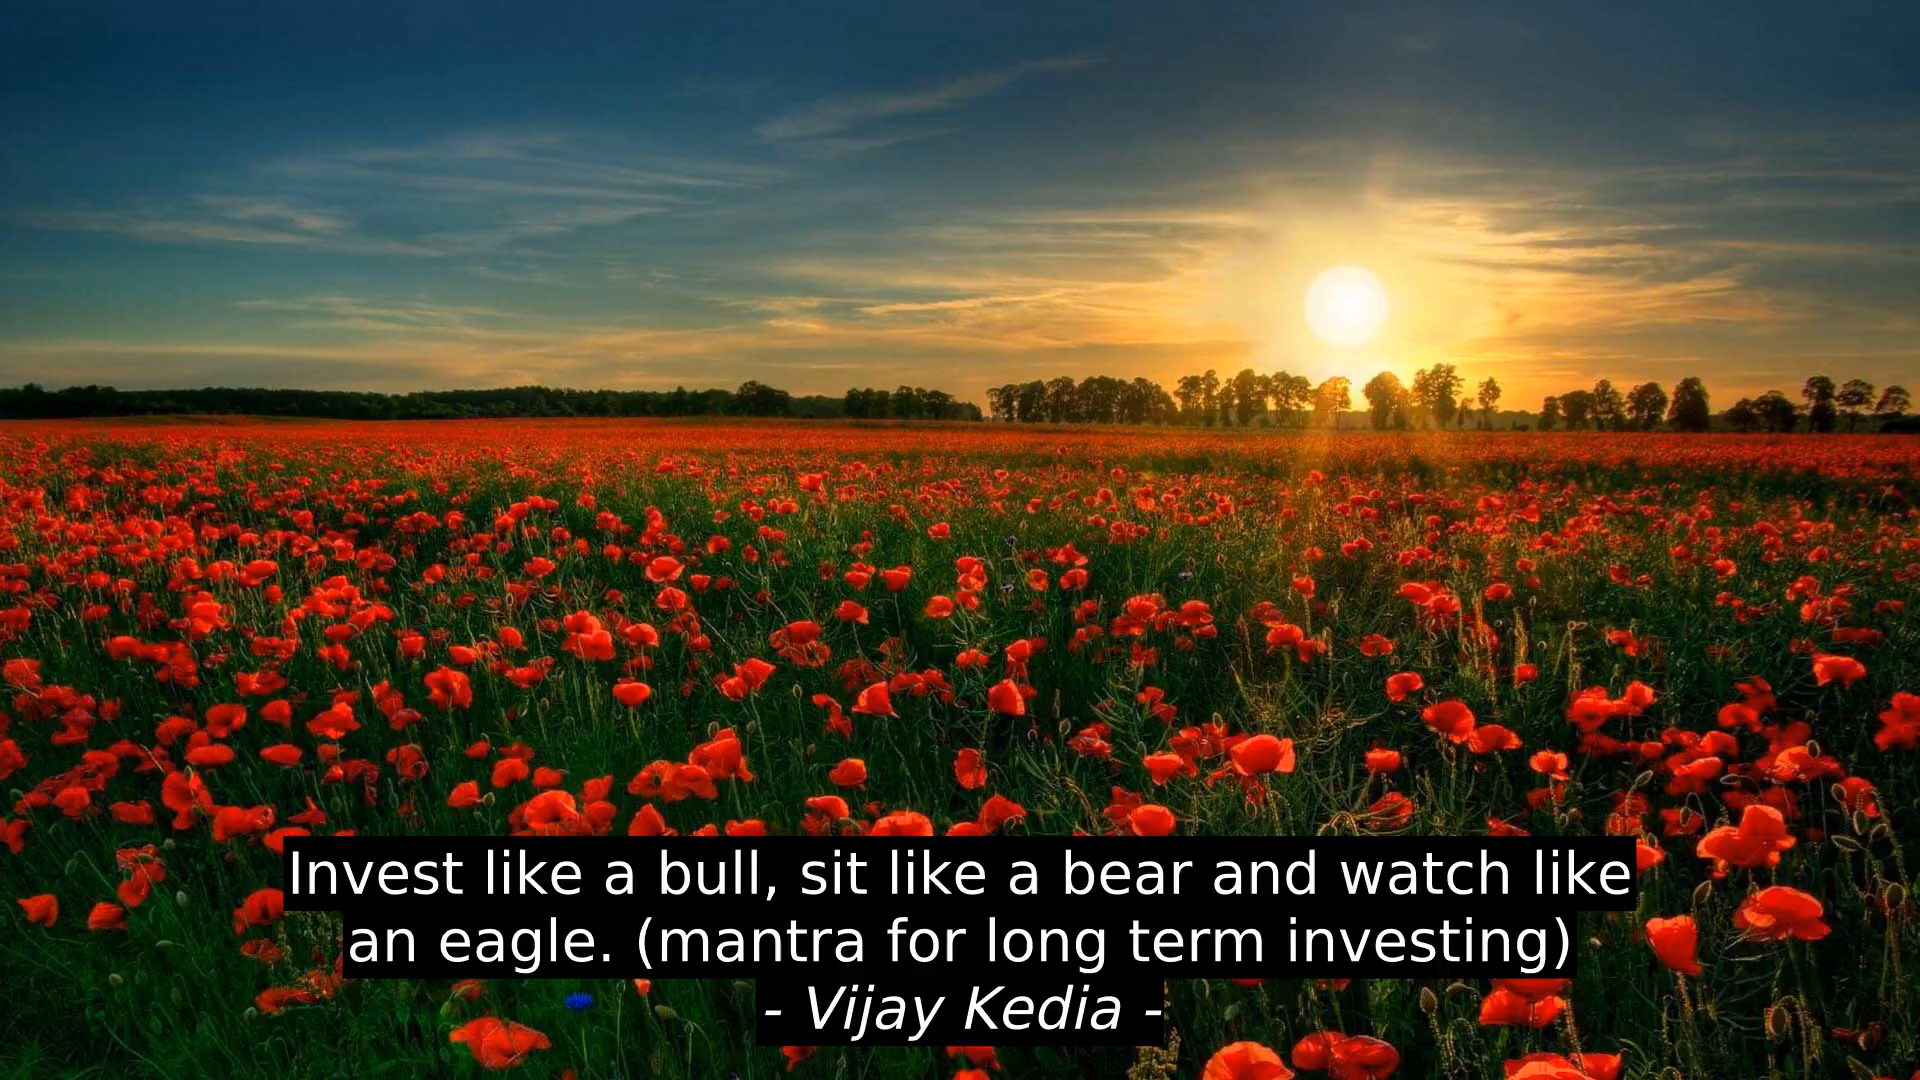 Invest like a bull, sit like a bear and watch like
an eagle. (mantra for long term investing)
- Vijay Kedia -